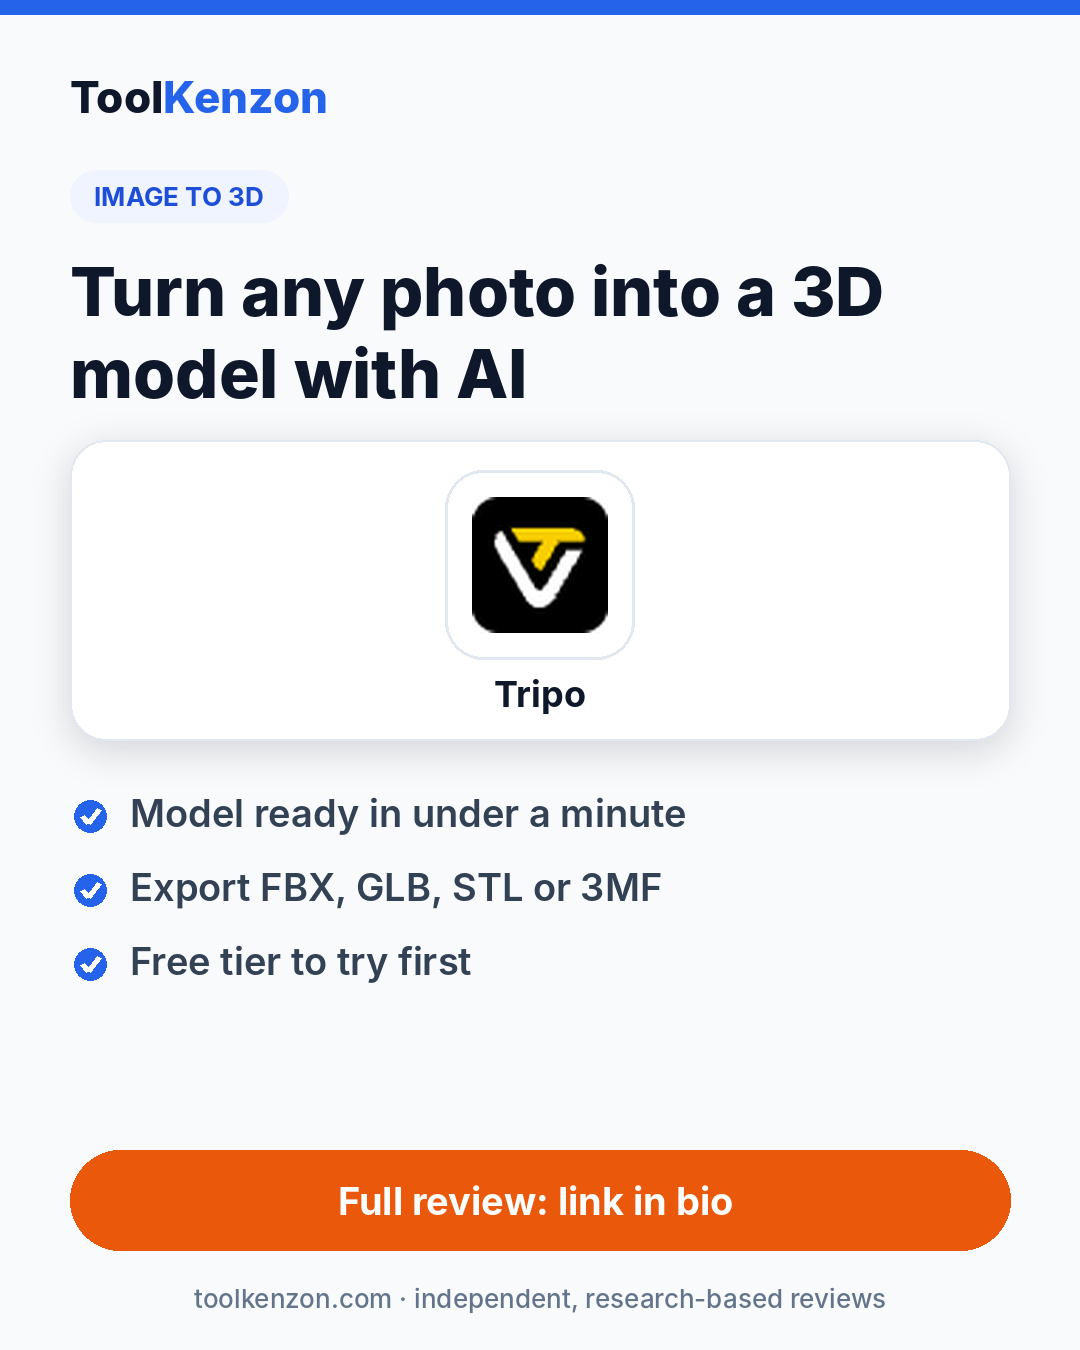 ToolKenzon
IMAGE TO 3D
Turn any photo into a 3D
model with AI
Tripo
Model ready in under a minute
Export FBX, GLB, STL or 3MF
Free tier to try first
Full review: link in bio
toolkenzon.com · independent, research-based reviews